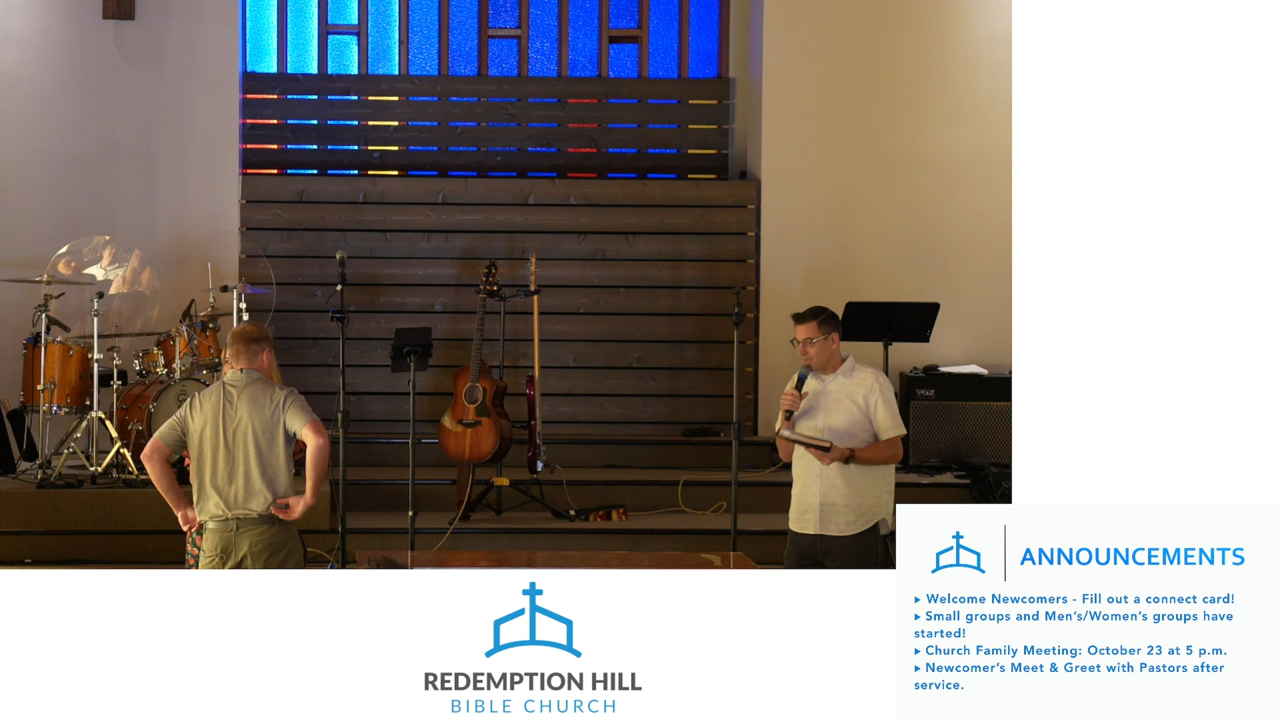 VOX
ANNOUNCEMENTS
▸ Welcome Newcomers - Fill out a connect card!
▸ Small groups and Men's/Women's groups have
started!
▸ Church Family Meeting: October 23 at 5 p.m.
▸ Newcomer's Meet & Greet with Pastors after
service.
REDEMPTION HILL
BIBLE CHURCH